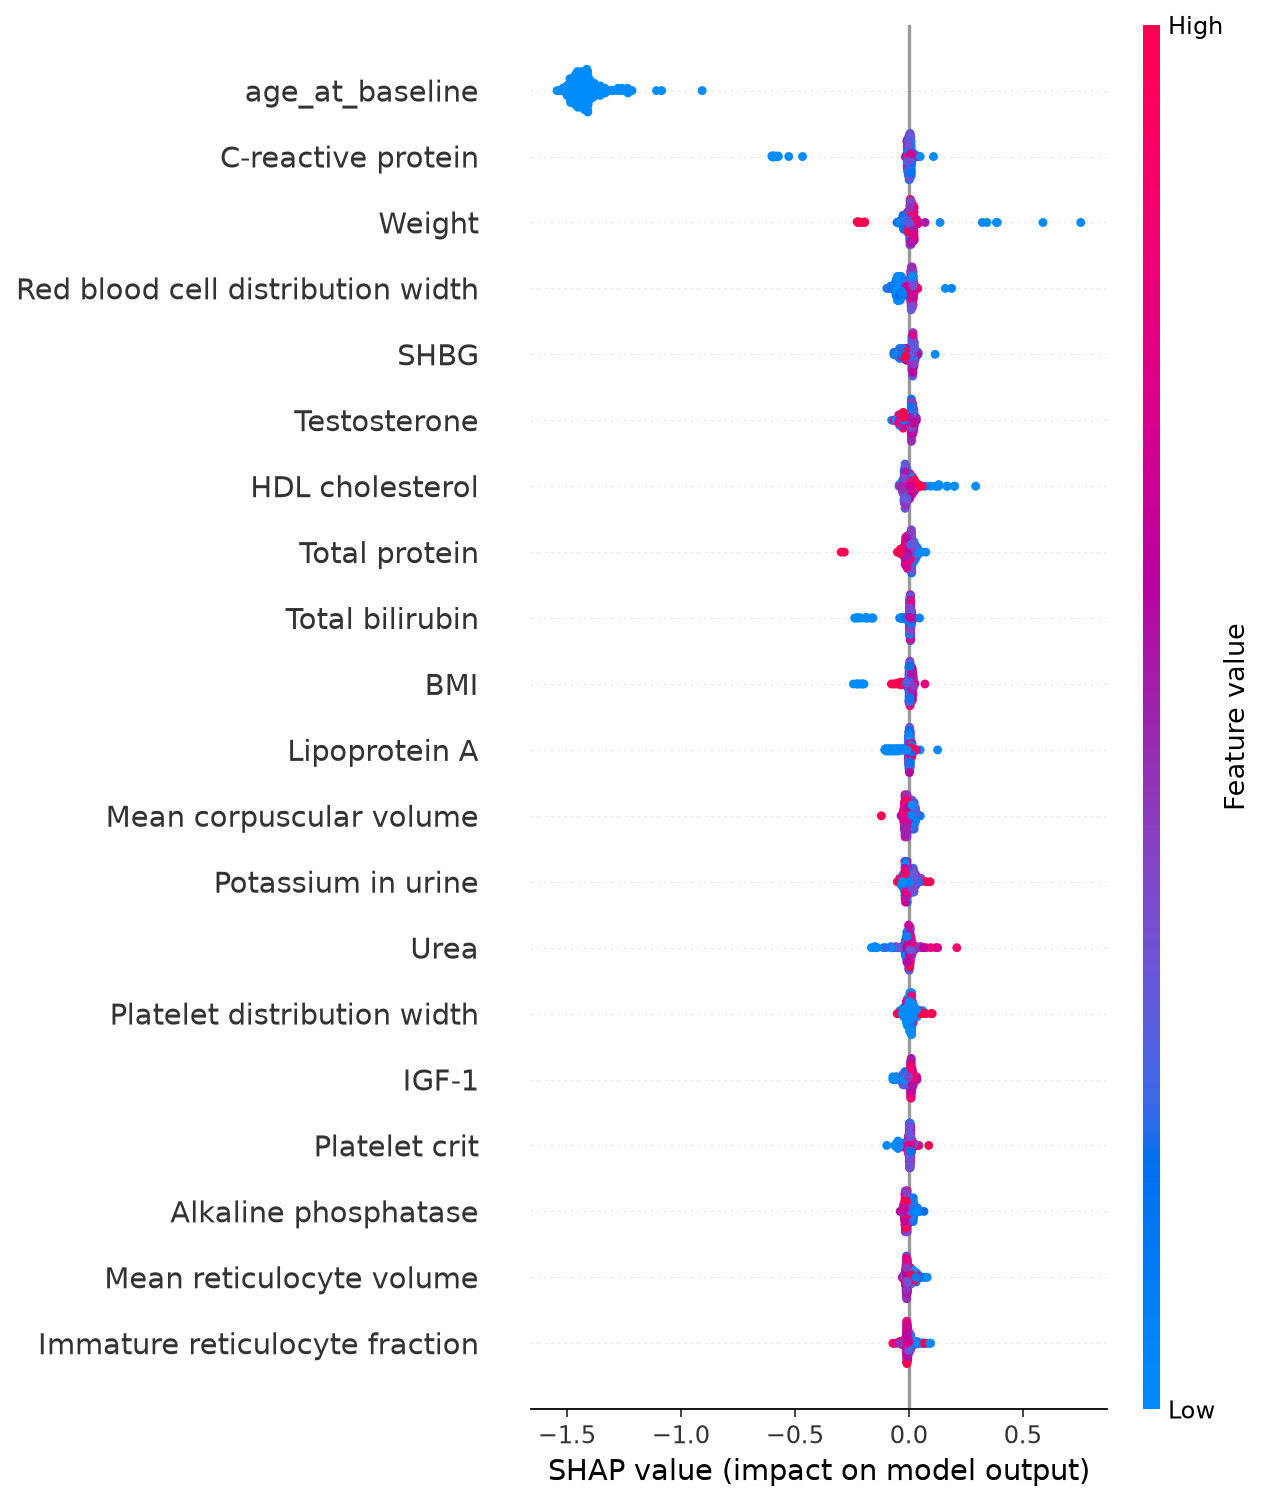 High
age_at_baseline
C-reactive protein
Weight
Red blood cell distribution width
SHBG
Testosterone
HDL cholesterol
Total protein
Total bilirubin
BMI
Lipoprotein A
Mean corpuscular volume
Potassium in urine
Urea
Platelet distribution width
IGF-1
Platelet crit
Alkaline phosphatase
Mean reticulocyte volume
Immature reticulocyte fraction
Feature value
Low
−1.5 −1.0 −0.5 0.0 0.5
SHAP value (impact on model output)